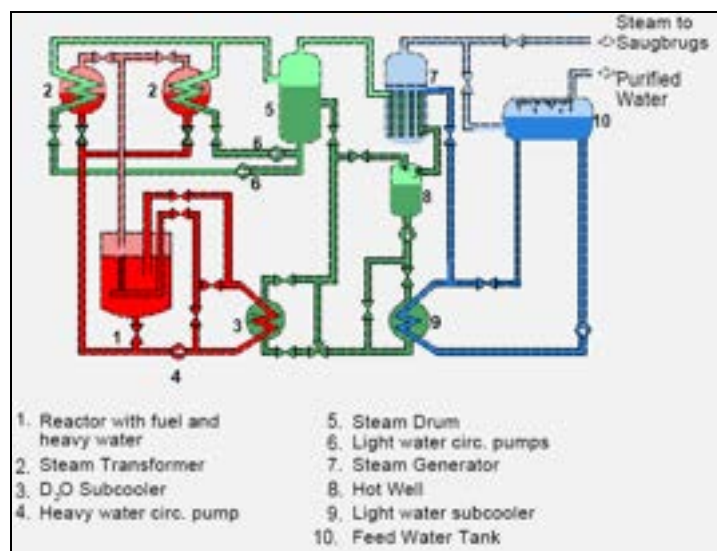 Steam to
Saugbrugs
Purified
Water
2
2
5
7
10
6
6
8
1
3
9
4
1. Reactor with fuel and
heavy water
2. Steam Transformer
3. D2O Subcooler
4. Heavy water circ. pump
5. Steam Drum
6. Light water circ. pumps
7. Steam Generator
8. Hot Well
9. Light water subcooler
10. Feed Water Tank